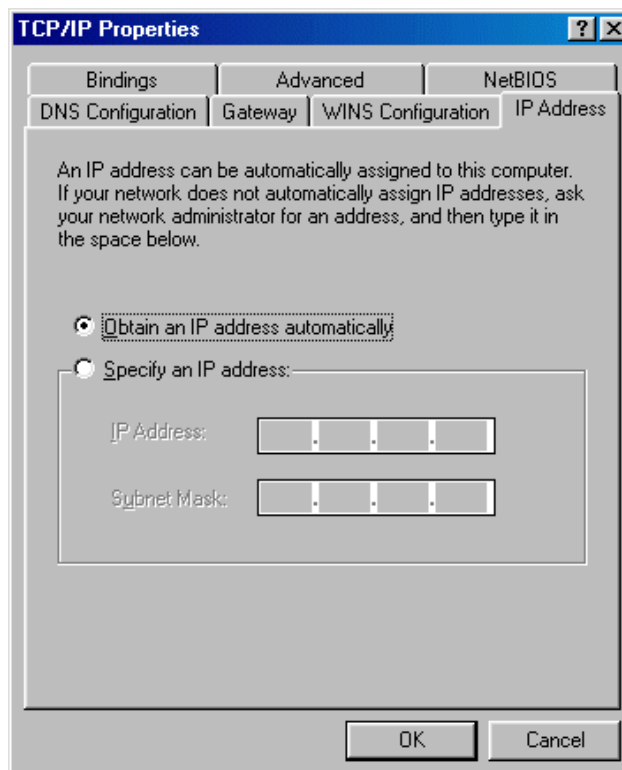 TCP/IP Properties
Bindings Advanced NetBIOS
DNS Configuration Gateway WINS Configuration IP Address
An IP address can be automatically assigned to this computer.
If your network does not automatically assign IP addresses, ask
your network administrator for an address, and then type it in
the space below.
Obtain an IP address automatically
Specify an IP address:
IP Address:
Subnet Mask:
OK Cancel